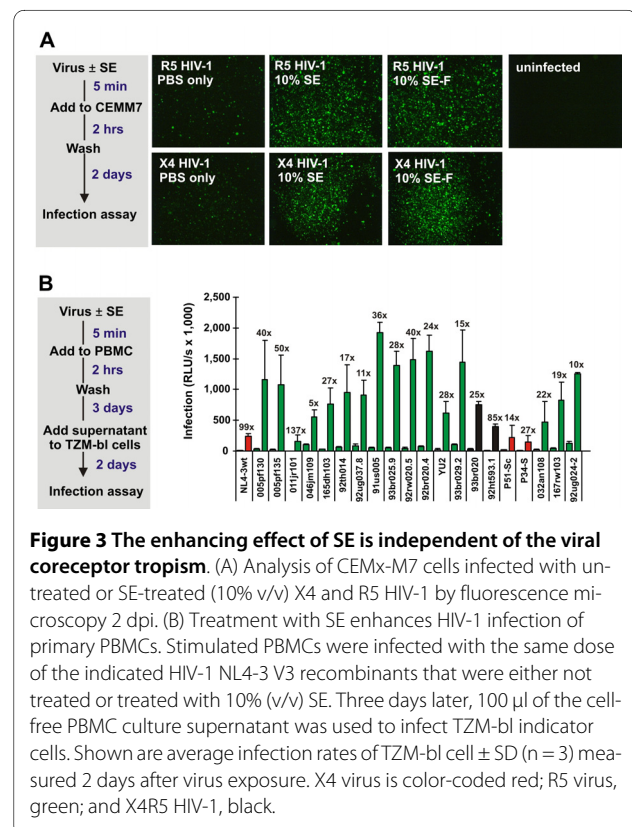 A
Virus ± SE
5 min
Add to CEMM7
2 hrs
Wash
2 days
Infection assay
R5 HIV-1
PBS only
R5 HIV-1
10% SE
R5 HIV-1
10% SE-F
uninfected
X4 HIV-1
PBS only
X4 HIV-1
10% SE
X4 HIV-1
10% SE-F
B
Virus ± SE
5 min
Add to PBMC
2 hrs
Wash
3 days
Add supernatant
to TZM-bl cells
2 days
Infection assay
Infection (RLU/s x 1,000)
2,500
2,000
1,500
1,000
500
0
99x
40x
50x
137x
5x
27x
17x
11x
36x
28x
40x
24x
28x
15x
25x
85x
14x
27x
22x
19x
10x
NL4-3wt
005pf130
005pf135
011jr101
046jm109
165dh103
92th014
92ug037.8
91us005
93br025.9
92rw020.5
92br020.4
YU2
93br029.2
93br020
92ht593.1
P51-Sc
P34-S
032an108
167rw103
92ug024-2
Figure 3 The enhancing effect of SE is independent of the viral
coreceptor tropism. (A) Analysis of CEMx-M7 cells infected with un-
treated or SE-treated (10% v/v) X4 and R5 HIV-1 by fluorescence mi-
croscopy 2 dpi. (B) Treatment with SE enhances HIV-1 infection of
primary PBMCs. Stimulated PBMCs were infected with the same dose
of the indicated HIV-1 NL4-3 V3 recombinants that were either not
treated or treated with 10% (v/v) SE. Three days later, 100 μl of the cell-
free PBMC culture supernatant was used to infect TZM-bl indicator
cells. Shown are average infection rates of TZM-bl cell ± SD (n = 3) mea-
sured 2 days after virus exposure. X4 virus is color-coded red; R5 virus,
green; and X4R5 HIV-1, black.